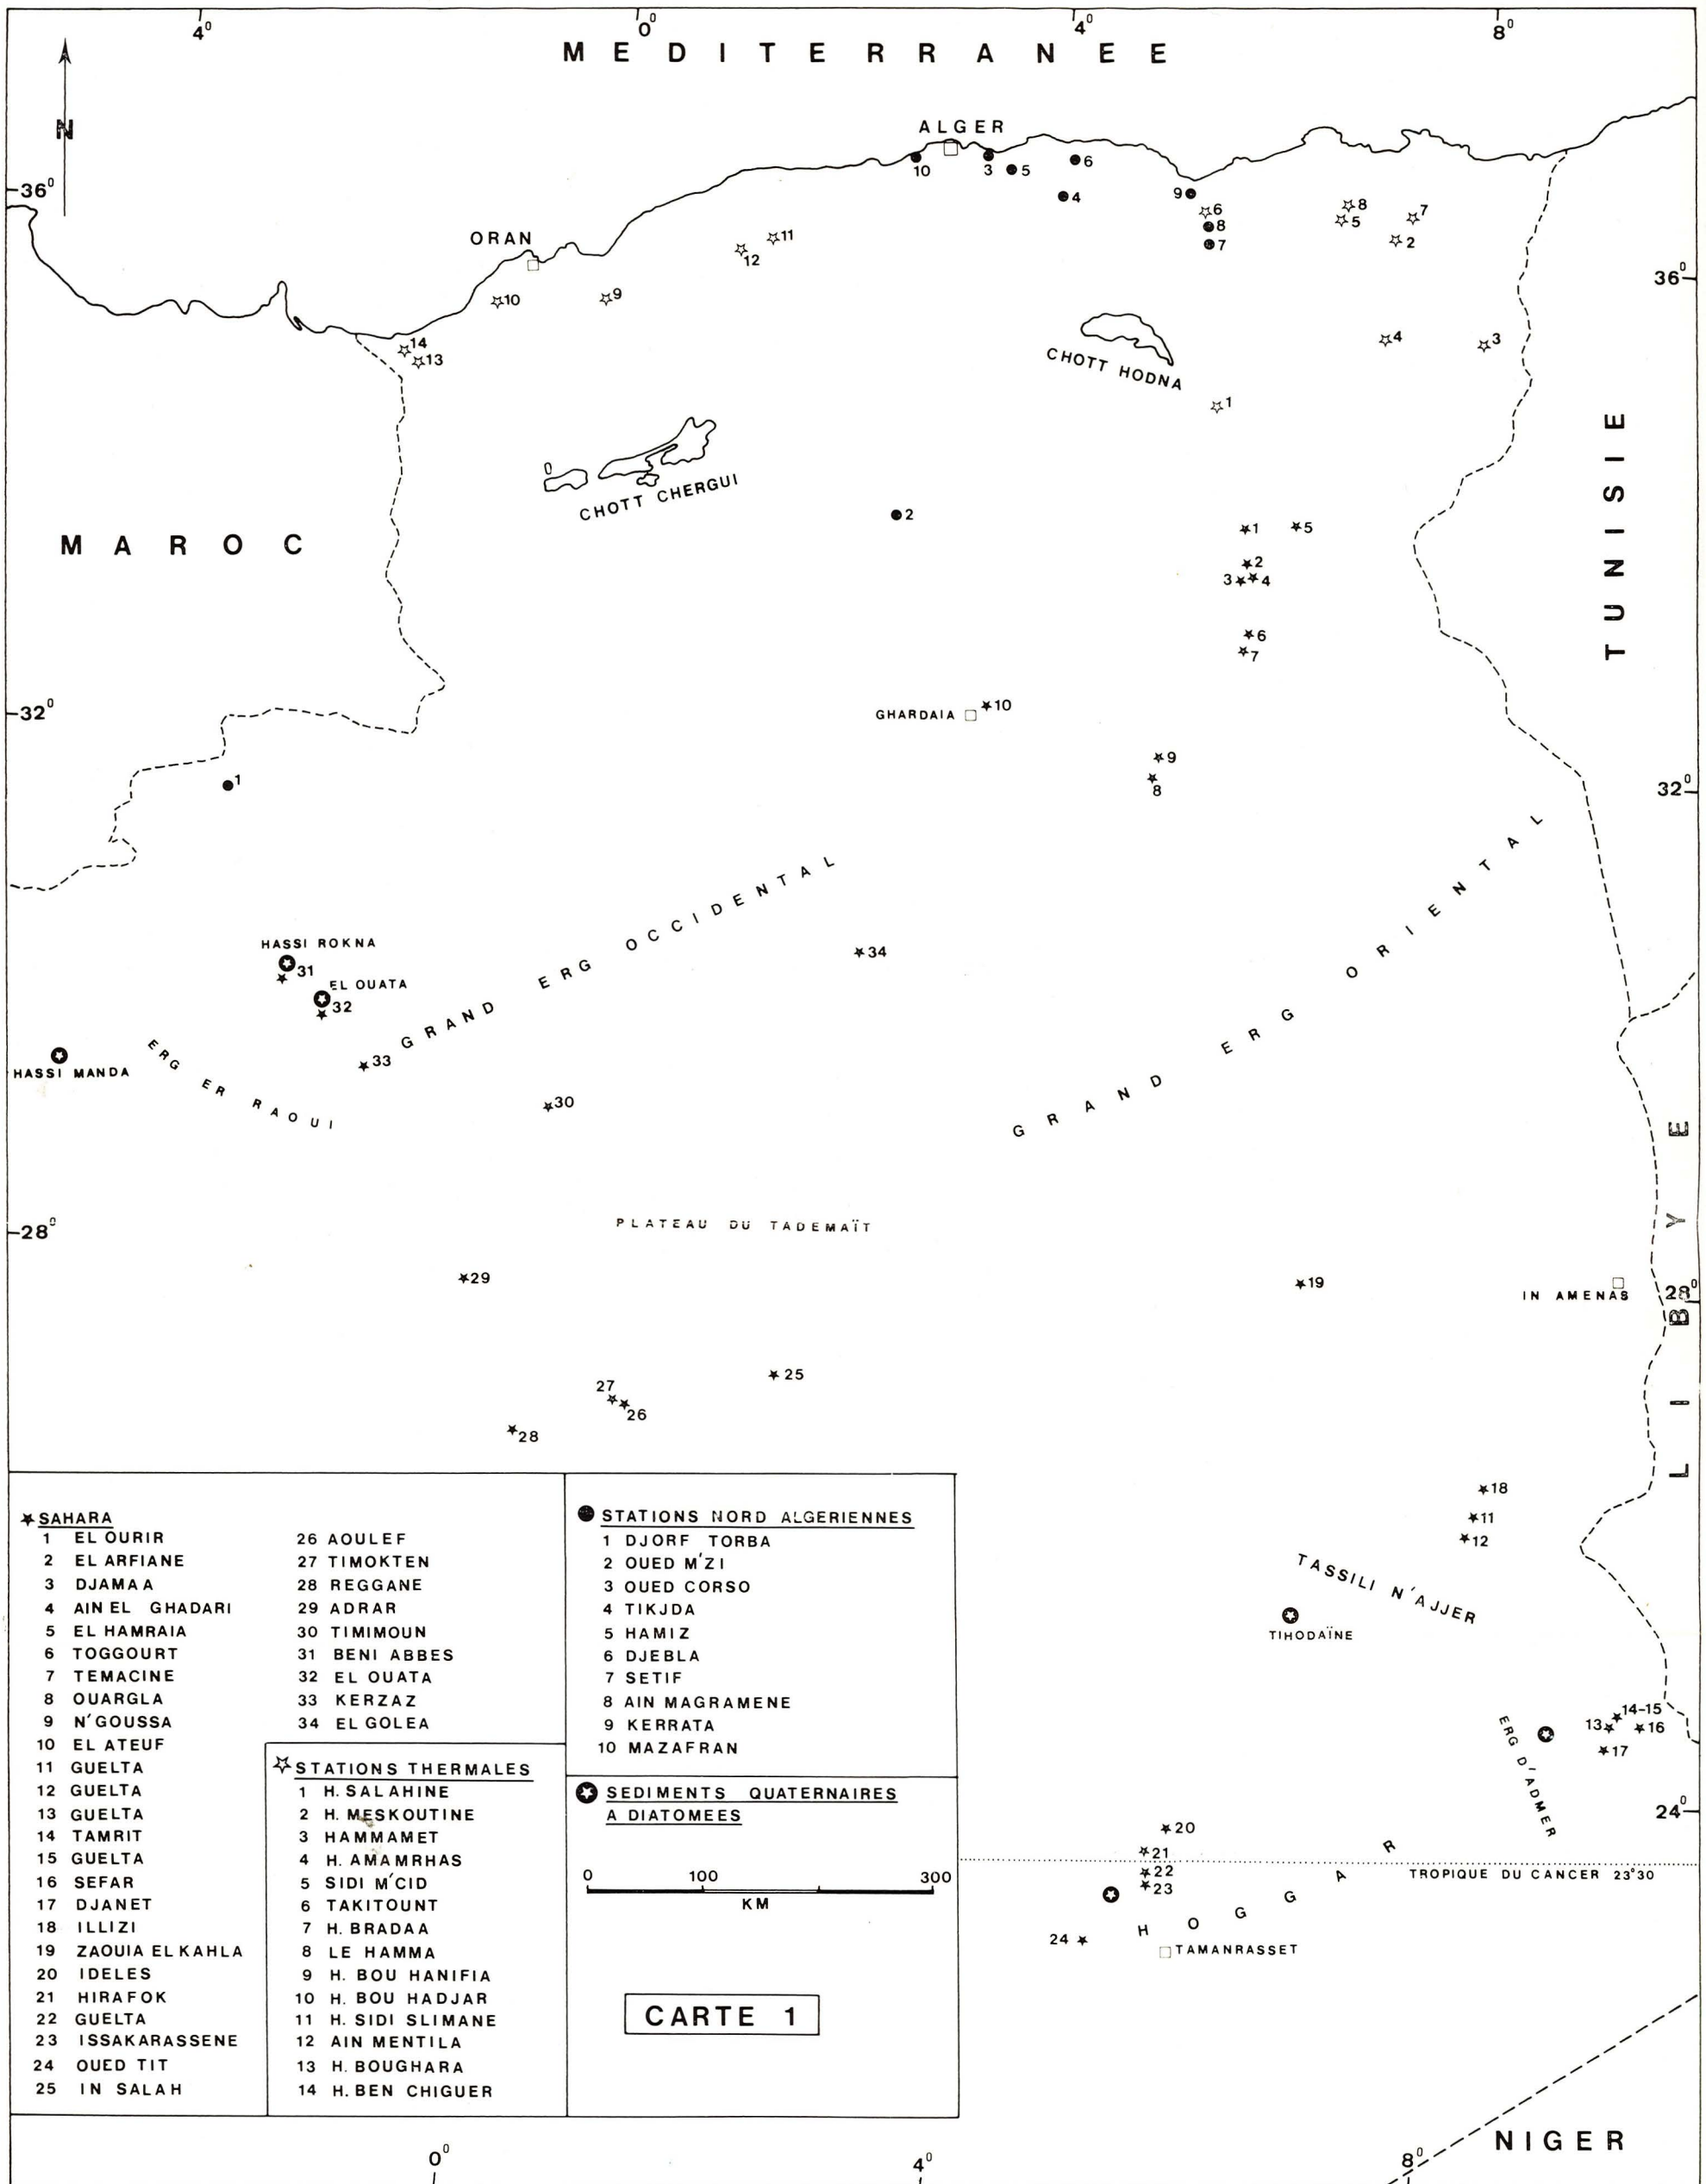 4° 0° 4° 8°
MEDITERRANEE
N
ALGER
10 3 5 6
36°
4 9
6 8 7
8 5 2
7
ORAN
11
12
36°
10 9
14
13
4 3
CHOTT HODNA
1
CHOTT CHERGUI
2
MAROC
TUNISIE
1 5
2
3 4
6
7
32°
GHARDAIA 10
9
8
1
32°
GRAND ERG OCCIDENTAL
GRAND ERG ORIENTAL
HASSI ROKNA
31
EL OUATA
32
34
HASSI MANDA
ERG ER RAOUI
33
30
LIBYE
28°
PLATEAU DU TADEMAÏT
29
19
IN AMENAS
28°
25
27
26
28
18
11
12
TASSILI N'AJJER
TIHODAÏNE
14-15
13 16
17
ERG D'ADMER
24°
20
21
TROPIQUE DU CANCER 23°30
22
23
HOGGAR
24
TAMANRASSET
NIGER
SAHARA
1 EL OURIR
2 EL ARFIANE
3 DJAMAA
4 AIN EL GHADARI
5 EL HAMRAIA
6 TOGGOURT
7 TEMACINE
8 OUARGLA
9 N'GOUSSA
10 EL ATEUF
11 GUELTA
12 GUELTA
13 GUELTA
14 TAMRIT
15 GUELTA
16 SEFAR
17 DJANET
18 ILLIZI
19 ZAOUIA EL KAHLA
20 IDELES
21 HIRAFOK
22 GUELTA
23 ISSAKARASSENE
24 OUED TIT
25 IN SALAH
26 AOULEF
27 TIMOKTEN
28 REGGANE
29 ADRAR
30 TIMIMOUN
31 BENI ABBES
32 EL OUATA
33 KERZAZ
34 EL GOLEA
STATIONS THERMALES
1 H. SALAHINE
2 H. MESKOUTINE
3 HAMMAMET
4 H. AMAMRHAS
5 SIDI M'CID
6 TAKITOUNT
7 H. BRADAA
8 LE HAMMA
9 H. BOU HANIFIA
10 H. BOU HADJAR
11 H. SIDI SLIMANE
12 AIN MENTILA
13 H. BOUGHARA
14 H. BEN CHIGUER
STATIONS NORD ALGERIENNES
1 DJORF TORBA
2 OUED M'ZI
3 OUED CORSO
4 TIKJDA
5 HAMIZ
6 DJEBLA
7 SETIF
8 AIN MAGRAMENE
9 KERRATA
10 MAZAFRAN
SEDIMENTS QUATERNAIRES
A DIATOMEES
0 100 300
KM
CARTE 1
0° 4° 8°